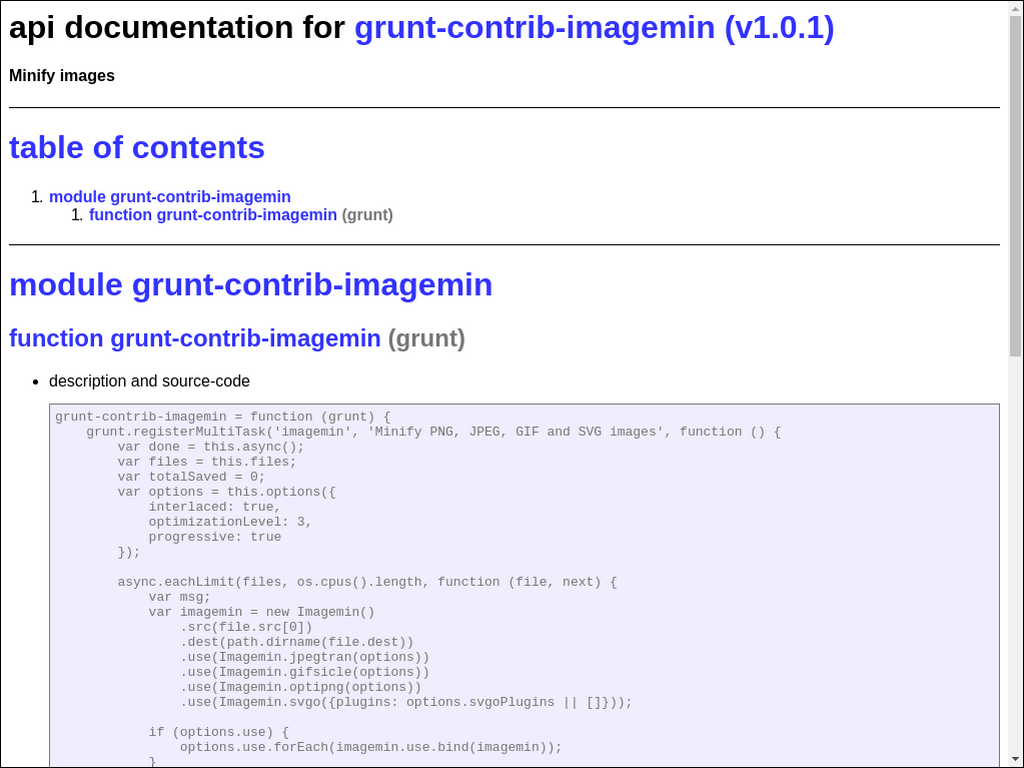 api documentation for grunt-contrib-imagemin (v1.0.1)
Minify images
table of contents
1. module grunt-contrib-imagemin
1. function grunt-contrib-imagemin (grunt)
module grunt-contrib-imagemin
function grunt-contrib-imagemin (grunt)
• description and source-code
grunt-contrib-imagemin = function (grunt) {
    grunt.registerMultiTask('imagemin', 'Minify PNG, JPEG, GIF and SVG images', function () {
        var done = this.async();
        var files = this.files;
        var totalSaved = 0;
        var options = this.options({
            interlaced: true,
            optimizationLevel: 3,
            progressive: true
        });

        async.eachLimit(files, os.cpus().length, function (file, next) {
            var msg;
            var imagemin = new Imagemin()
                .src(file.src[0])
                .dest(path.dirname(file.dest))
                .use(Imagemin.jpegtran(options))
                .use(Imagemin.gifsicle(options))
                .use(Imagemin.optipng(options))
                .use(Imagemin.svgo({plugins: options.svgoPlugins || []}));

            if (options.use) {
                options.use.forEach(imagemin.use.bind(imagemin));
            }